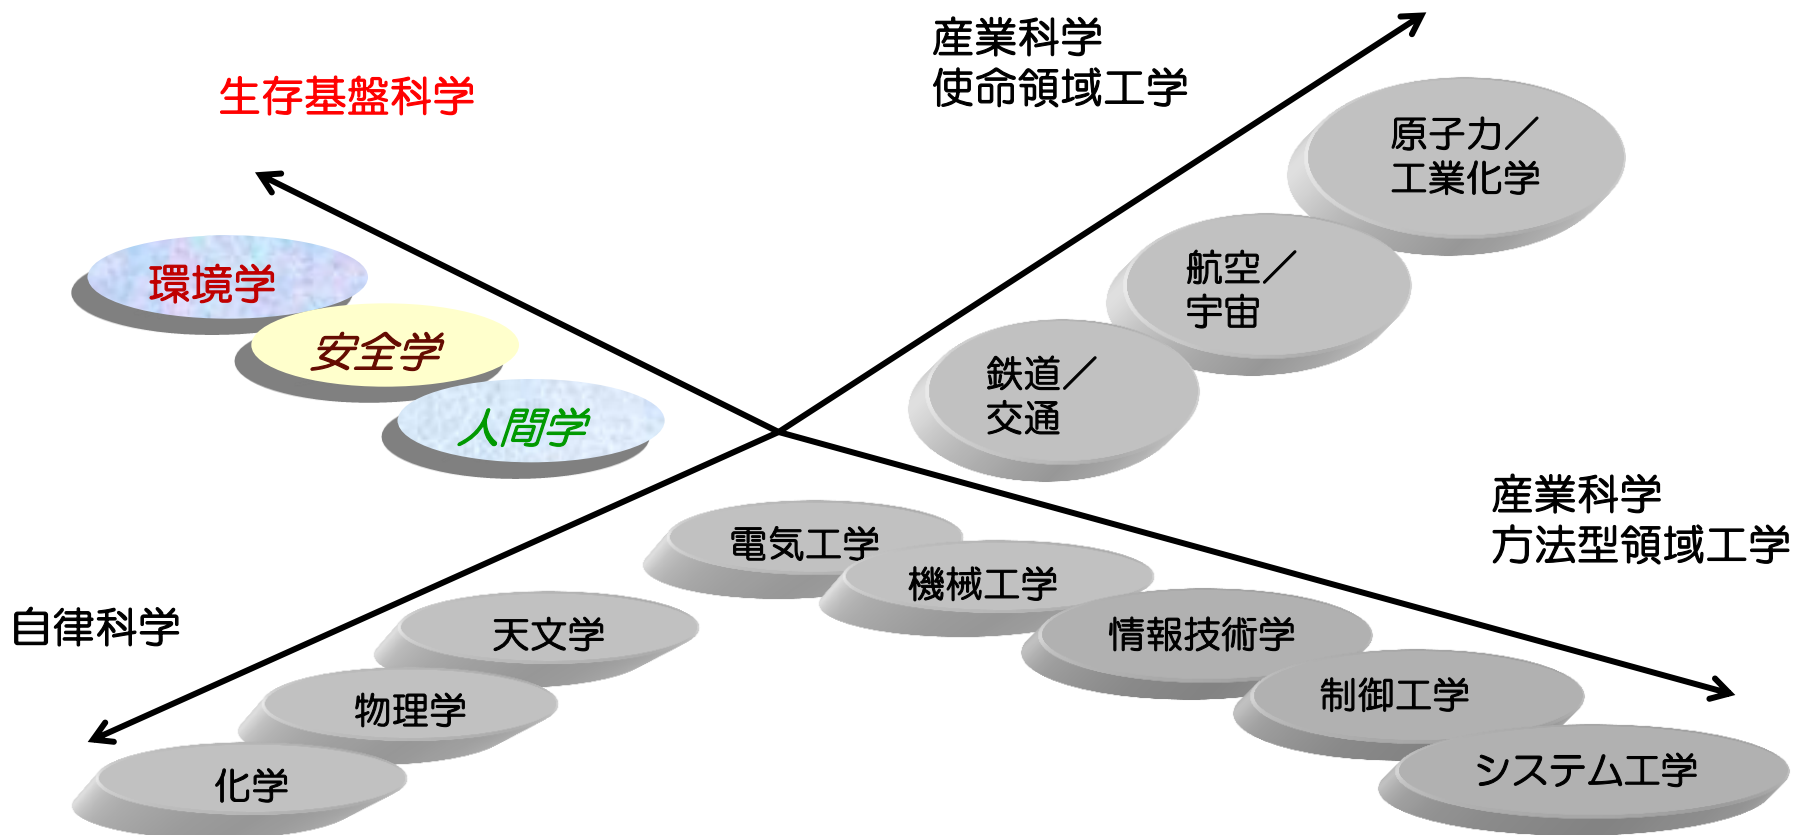 産業科学
使命領域工学
生存基盤科学
原子力／
工業化学
航空／
宇宙
鉄道／
交通
環境学
安全学
人間学
産業科学
方法型領域工学
電気工学
機械工学
情報技術学
制御工学
システム工学
自律科学
天文学
物理学
化学